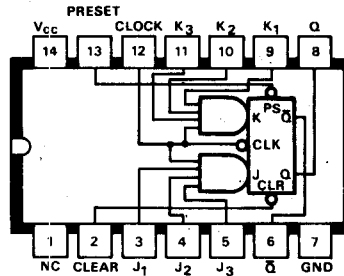 PRESET
Vcc CLOCK K3 K2 K1 Q
14 13 12 11 10 9 8
PS
K Q̅
CLK
J Q
CLR
1 2 3 4 5 6 7
NC CLEAR J1 J2 J3 Q̅ GND